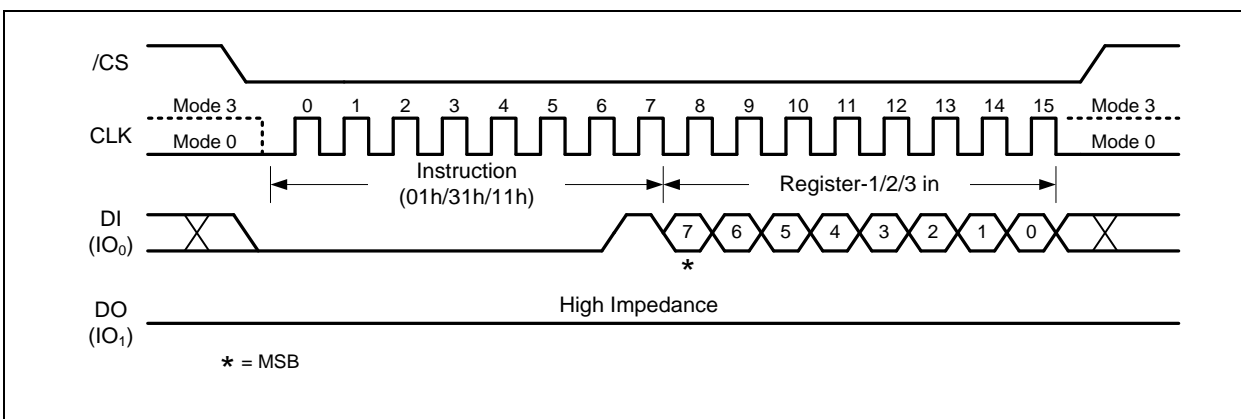 /CS
Mode 3 0 1 2 3 4 5 6 7 8 9 10 11 12 13 14 15 Mode 3
CLK Mode 0 Mode 0
Instruction
(01h/31h/11h)
Register-1/2/3 in
DI
(IO₀)
7 6 5 4 3 2 1 0
*
High Impedance
DO
(IO₁)
* = MSB